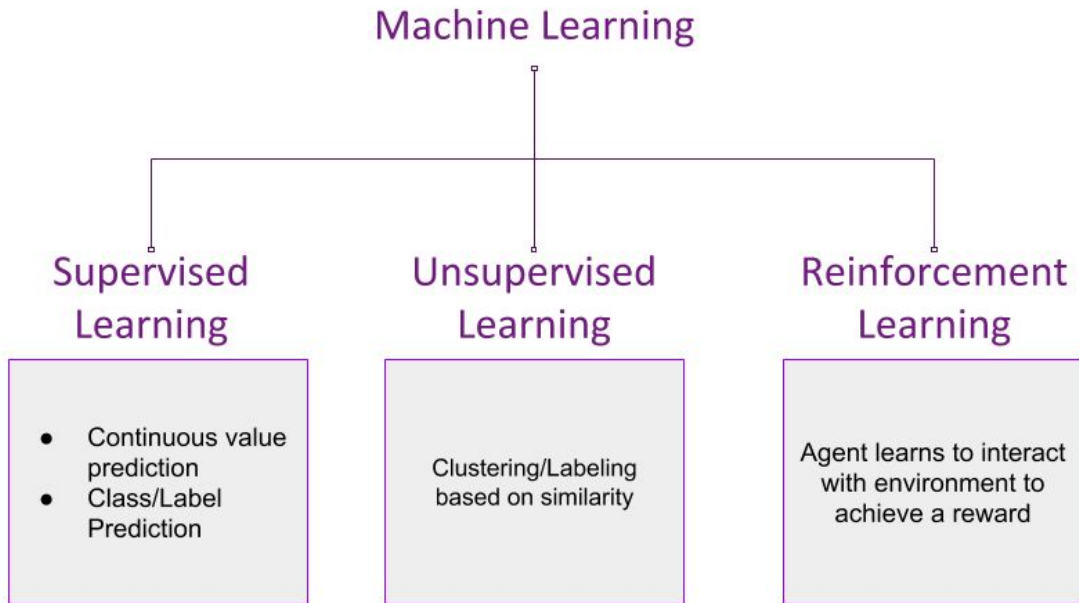 Machine Learning
Supervised
Learning
Unsupervised
Learning
Reinforcement
Learning
● Continuous value
prediction
● Class/Label
Prediction
Clustering/Labeling
based on similarity
Agent learns to interact
with environment to
achieve a reward